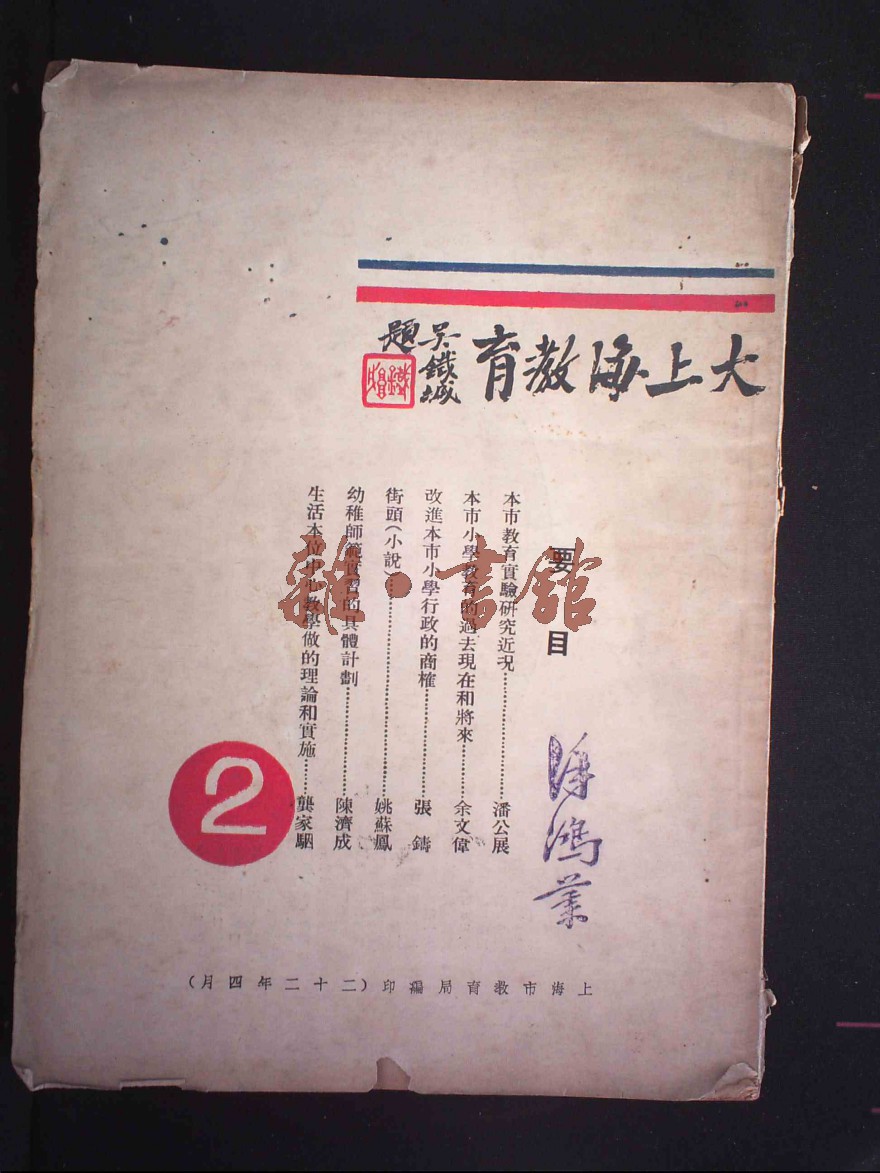 大上海教育
吳鐵城
題
要目
本市教育實驗研究近況…………潘公展
本市小學教育的過去現在和將來…………余文偉
改進本市小學行政的商榷…………張鑄
街頭(小說)…………姚蘇鳳
幼稚師範實習的具體計劃…………陳濟成
生活本位中心教學做的理論和實施……龔家騆
2
上海市教育局編印(二十二年四月)
雜·書館